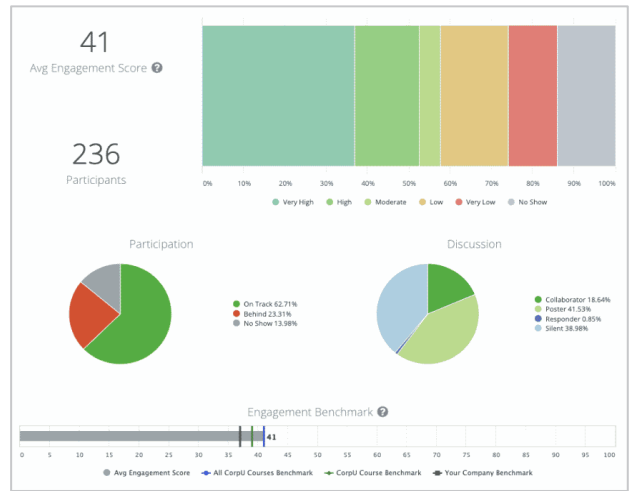 41
Avg Engagement Score ?
236
Participants
0% 10% 20% 30% 40% 50% 60% 70% 80% 90% 100%
Very High High Moderate Low Very Low No Show
Participation
On Track 62.71%
Behind 23.31%
No Show 13.98%
Discussion
Collaborator 18.64%
Poster 41.53%
Responder 0.85%
Silent 38.98%
Engagement Benchmark ?
41
0 5 10 15 20 25 30 35 40 45 50 55 60 65 70 75 80 85 90 95 100
Avg Engagement Score All CorpU Courses Benchmark CorpU Course Benchmark Your Company Benchmark